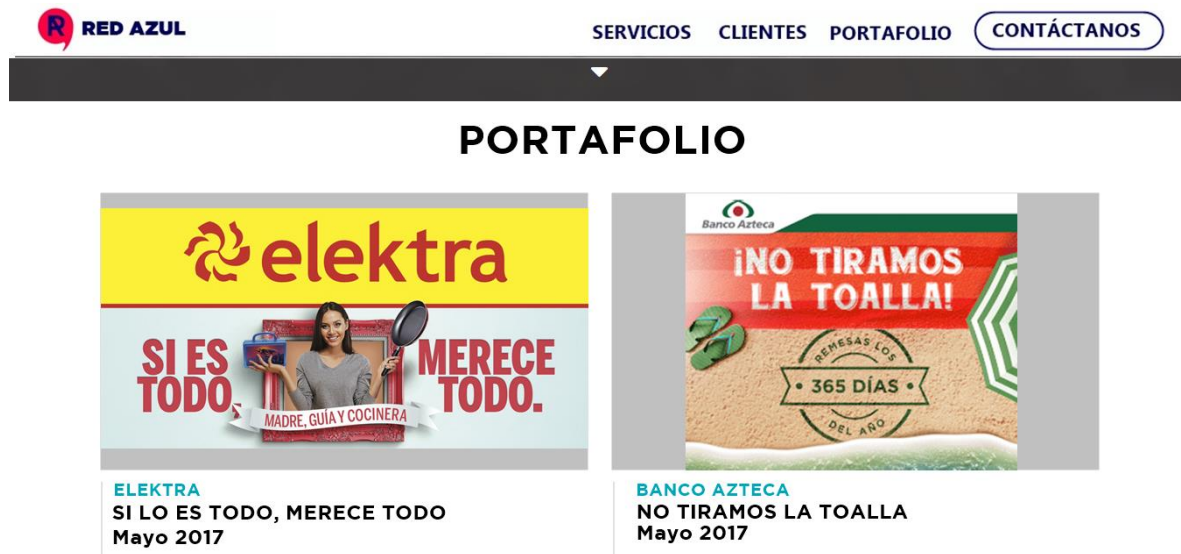 RED AZUL
SERVICIOS CLIENTES PORTAFOLIO CONTÁCTANOS
PORTAFOLIO
elektra
SI ES
TODO,
MERECE
TODO.
MADRE, GUÍA Y COCINERA
ELEKTRA
SI LO ES TODO, MERECE TODO
Mayo 2017
Banco Azteca
¡NO TIRAMOS
LA TOALLA!
REMESAS LOS
365 DÍAS
DEL AÑO
BANCO AZTECA
NO TIRAMOS LA TOALLA
Mayo 2017